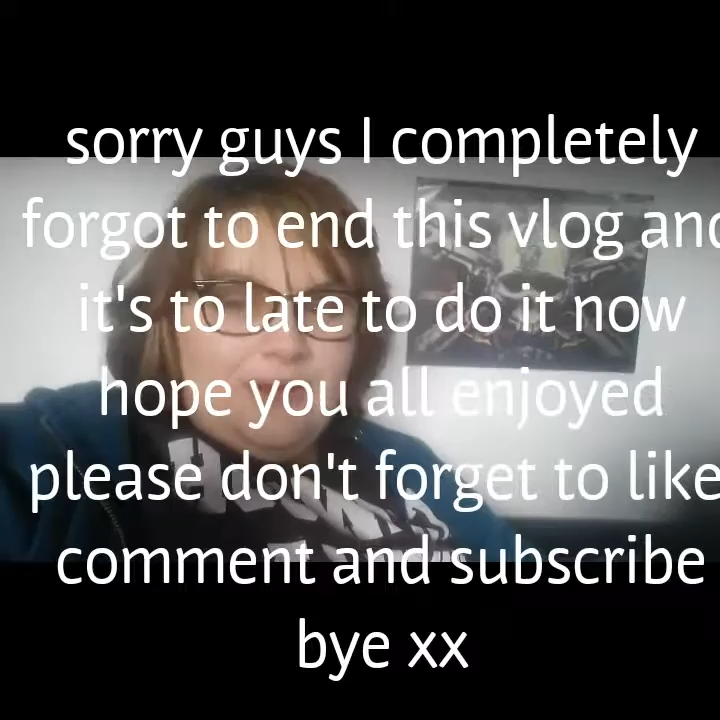 sorry guys I completely
forgot to end this vlog and
it's to late to do it now
hope you all enjoyed
please don't forget to like
comment and subscribe
bye xx